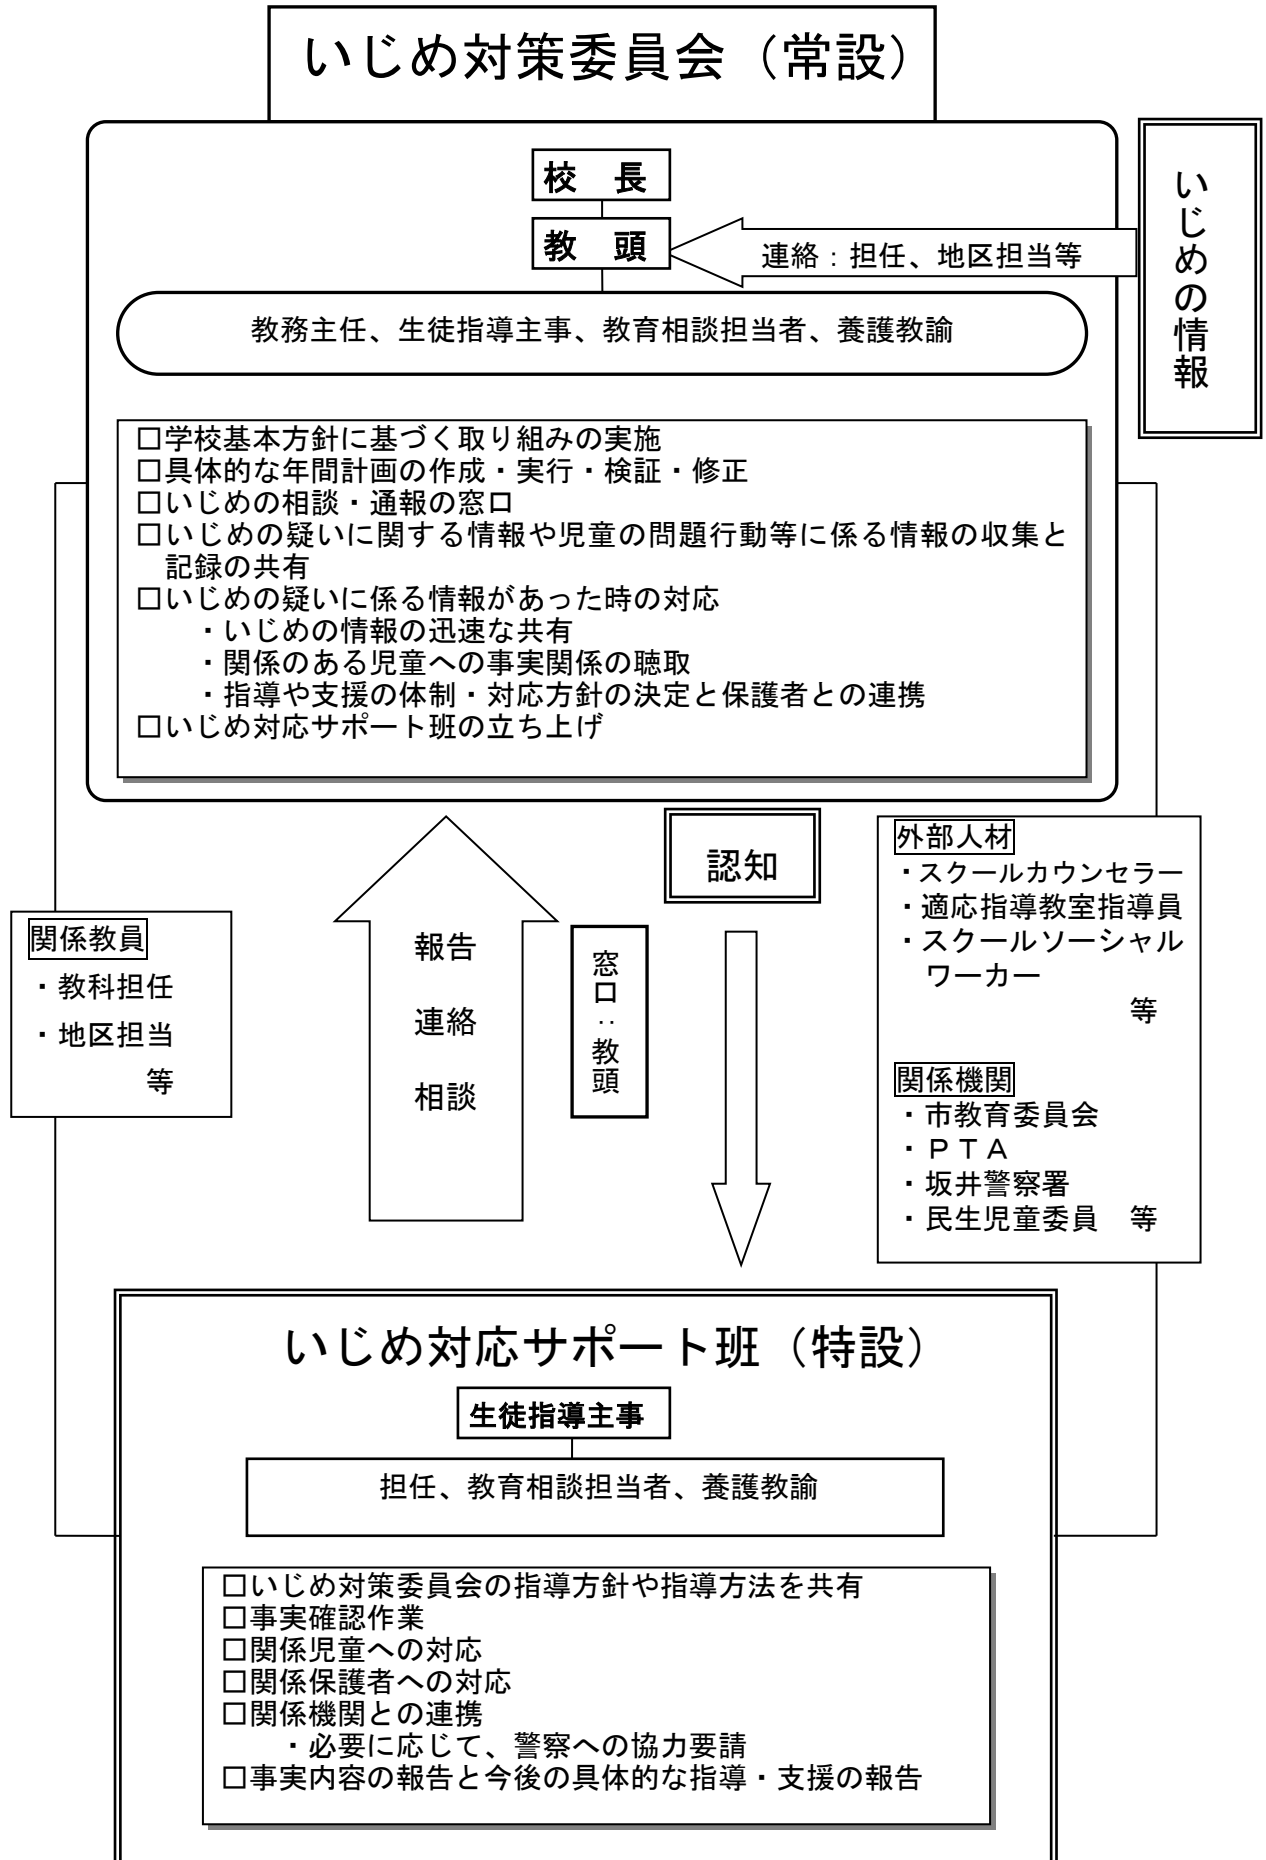 いじめ対策委員会（常設）
校　長
教　頭
連絡：担任、地区担当等
いじめの情報
教務主任、生徒指導主事、教育相談担当者、養護教諭
□学校基本方針に基づく取り組みの実施
□具体的な年間計画の作成・実行・検証・修正
□いじめの相談・通報の窓口
□いじめの疑いに関する情報や児童の問題行動等に係る情報の収集と
記録の共有
□いじめの疑いに係る情報があった時の対応
・いじめの情報の迅速な共有
・関係のある児童への事実関係の聴取
・指導や支援の体制・対応方針の決定と保護者との連携
□いじめ対応サポート班の立ち上げ
関係教員
・教科担任
・地区担当
等
報告
連絡
相談
窓口：教頭
認知
外部人材
・スクールカウンセラー
・適応指導教室指導員
・スクールソーシャル
ワーカー
等
関係機関
・市教育委員会
・ＰＴＡ
・坂井警察署
・民生児童委員　等
いじめ対応サポート班（特設）
生徒指導主事
担任、教育相談担当者、養護教諭
□いじめ対策委員会の指導方針や指導方法を共有
□事実確認作業
□関係児童への対応
□関係保護者への対応
□関係機関との連携
・必要に応じて、警察への協力要請
□事実内容の報告と今後の具体的な指導・支援の報告